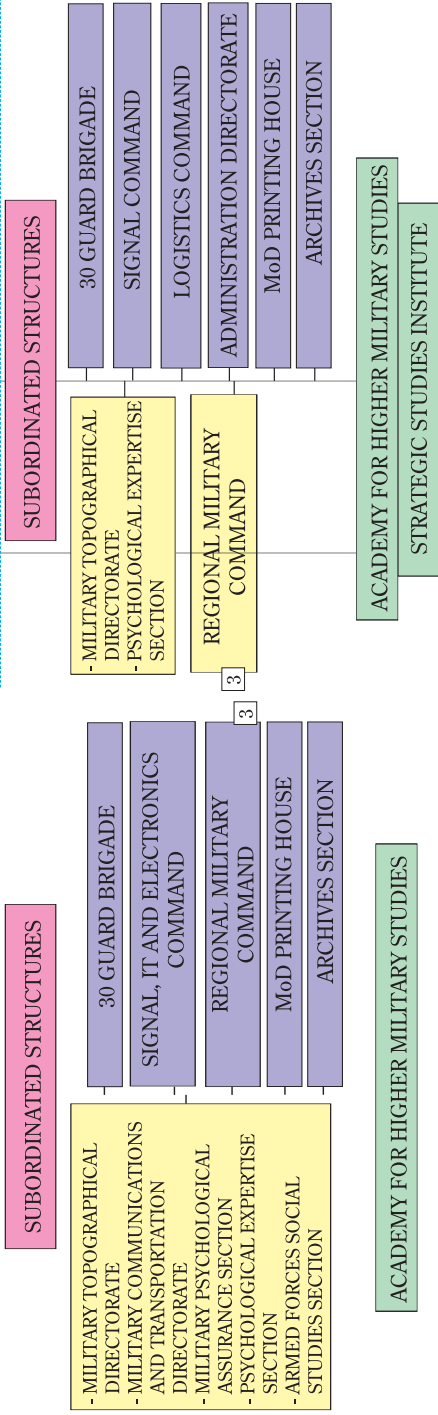 SUBORDINATED STRUCTURES
- MILITARY TOPOGRAPHICAL
DIRECTORATE
- MILITARY COMMUNICATIONS
AND TRANSPORTATION
DIRECTORATE
- MILITARY PSYCHOLOGICAL
ASSURANCE SECTION
- PSYCHOLOGICAL EXPERTISE
SECTION
- ARMED FORCES SOCIAL
STUDIES SECTION
30 GUARD BRIGADE
SIGNAL, IT AND ELECTRONICS
COMMAND
REGIONAL MILITARY
COMMAND
3
MoD PRINTING HOUSE
ARCHIVES SECTION
ACADEMY FOR HIGHER MILITARY STUDIES
SUBORDINATED STRUCTURES
- MILITARY TOPOGRAPHICAL
DIRECTORATE
- PSYCHOLOGICAL EXPERTISE
SECTION
REGIONAL MILITARY
COMMAND
3
30 GUARD BRIGADE
SIGNAL COMMAND
LOGISTICS COMMAND
ADMINISTRATION DIRECTORATE
MoD PRINTING HOUSE
ARCHIVES SECTION
ACADEMY FOR HIGHER MILITARY STUDIES
STRATEGIC STUDIES INSTITUTE